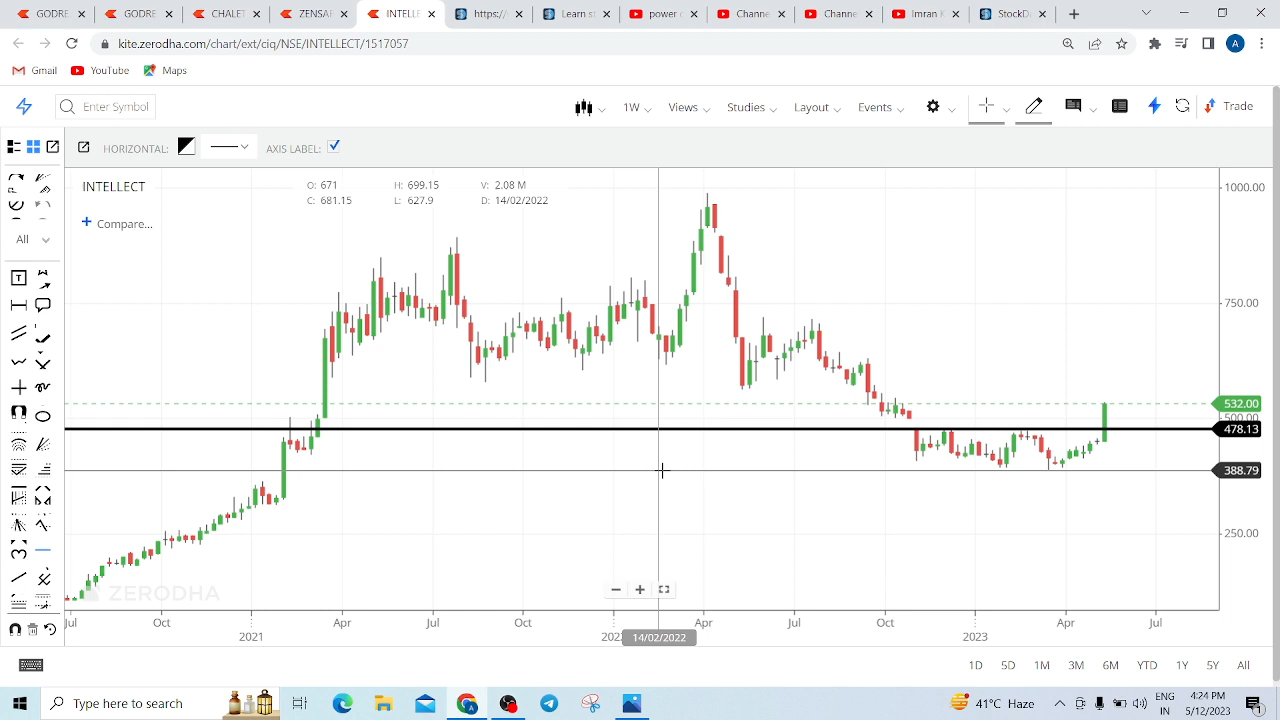 GODRE
CHALET
ZENSAR
INTELLE
https:/
Learn st
power c
Channe
Channe
Imran K
StockD
kite.zerodha.com/chart/ext/ciq/NSE/INTELLECT/1517057
A
Gmail YouTube Maps
Enter Symbol
1W Views Studies Layout Events Trade
HORIZONTAL: AXIS LABEL:
INTELLECT
O: 671 H: 699.15 V: 2.08 M
C: 681.15 L: 627.9 D: 14/02/2022
Compare...
All
T
1000.00
750.00
532.00
500.00
478.13
388.79
250.00
ZERODHA
Jul Oct 2021 Apr Jul Oct 2022 Apr Jul Oct 2023 Apr Jul
14/02/2022
1D 5D 1M 3M 6M YTD 1Y 5Y All
Type here to search
41°C Haze
ENG
IN
4:24 PM
5/12/2023